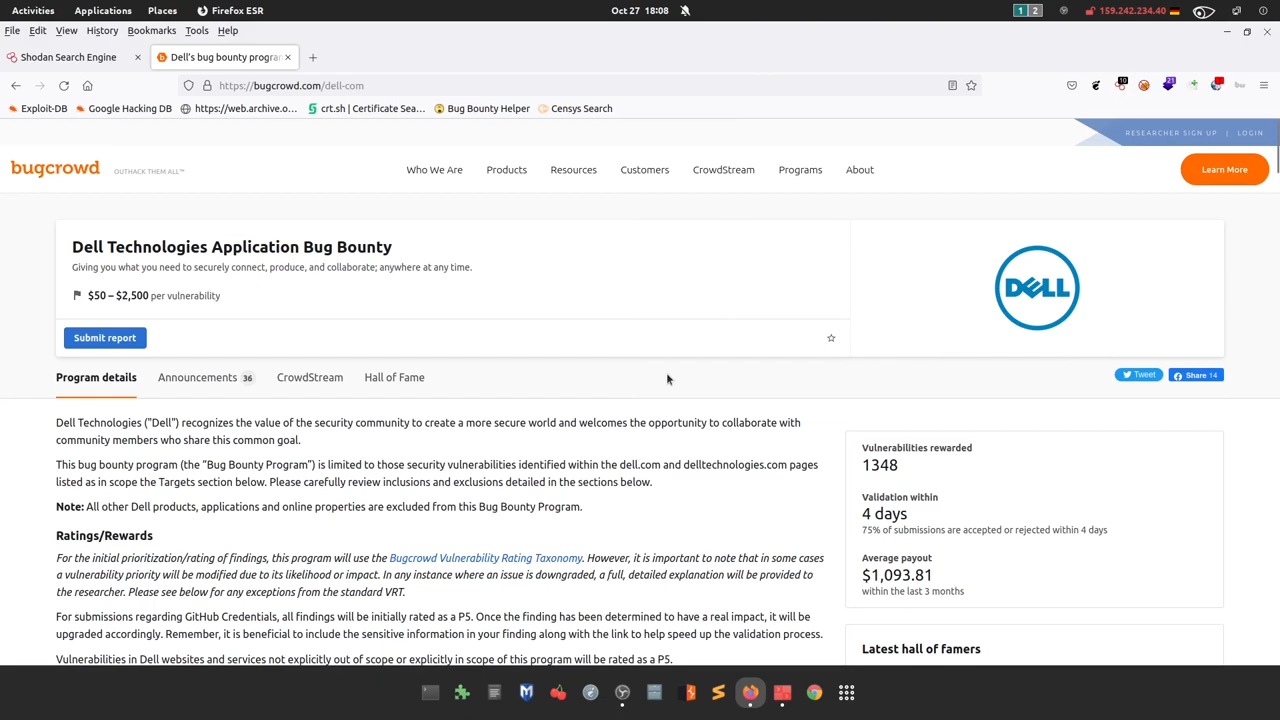 Activities Applications Places Firefox ESR Oct 27 18:08 1 2 159.242.234.40
File Edit View History Bookmarks Tools Help
Shodan Search Engine Dell's bug bounty progra
https://bugcrowd.com/dell-com 10 21
Exploit-DB Google Hacking DB https://web.archive.o… crt.sh | Certificate Sea… Bug Bounty Helper Censys Search
RESEARCHER SIGN UP | LOGIN
bugcrowd OUTHACK THEM ALL™ Who We Are Products Resources Customers CrowdStream Programs About Learn More
Dell Technologies Application Bug Bounty
Giving you what you need to securely connect, produce, and collaborate; anywhere at any time.
$50 – $2,500 per vulnerability
DELL
Submit report
Program details Announcements 36 CrowdStream Hall of Fame Tweet Share 14
Dell Technologies ("Dell") recognizes the value of the security community to create a more secure world and welcomes the opportunity to collaborate with
community members who share this common goal.
This bug bounty program (the "Bug Bounty Program") is limited to those security vulnerabilities identified within the dell.com and delltechnologies.com pages
listed as in scope the Targets section below. Please carefully review inclusions and exclusions detailed in the sections below.
Note: All other Dell products, applications and online properties are excluded from this Bug Bounty Program.
Ratings/Rewards
For the initial prioritization/rating of findings, this program will use the Bugcrowd Vulnerability Rating Taxonomy. However, it is important to note that in some cases
a vulnerability priority will be modified due to its likelihood or impact. In any instance where an issue is downgraded, a full, detailed explanation will be provided to
the researcher. Please see below for any exceptions from the standard VRT.
For submissions regarding GitHub Credentials, all findings will be initially rated as a P5. Once the finding has been determined to have a real impact, it will be
upgraded accordingly. Remember, it is beneficial to include the sensitive information in your finding along with the link to help speed up the validation process.
Vulnerabilities in Dell websites and services not explicitly out of scope or explicitly in scope of this program will be rated as a P5.
Vulnerabilities rewarded
1348
Validation within
4 days
75% of submissions are accepted or rejected within 4 days
Average payout
$1,093.81
within the last 3 months
Latest hall of famers